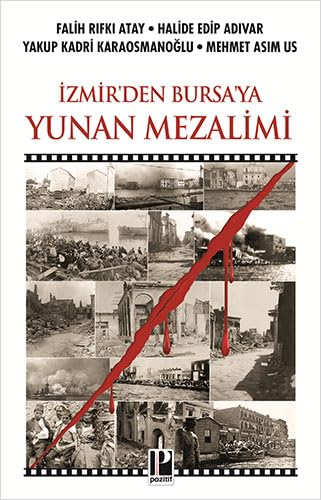 FALİH RIFKI ATAY • HALİDE EDİP ADIVAR
YAKUP KADRİ KARAOSMANOĞLU • MEHMET ASIM US
İZMİR'DEN BURSA'YA
YUNAN MEZALİMİ
P
pozitif